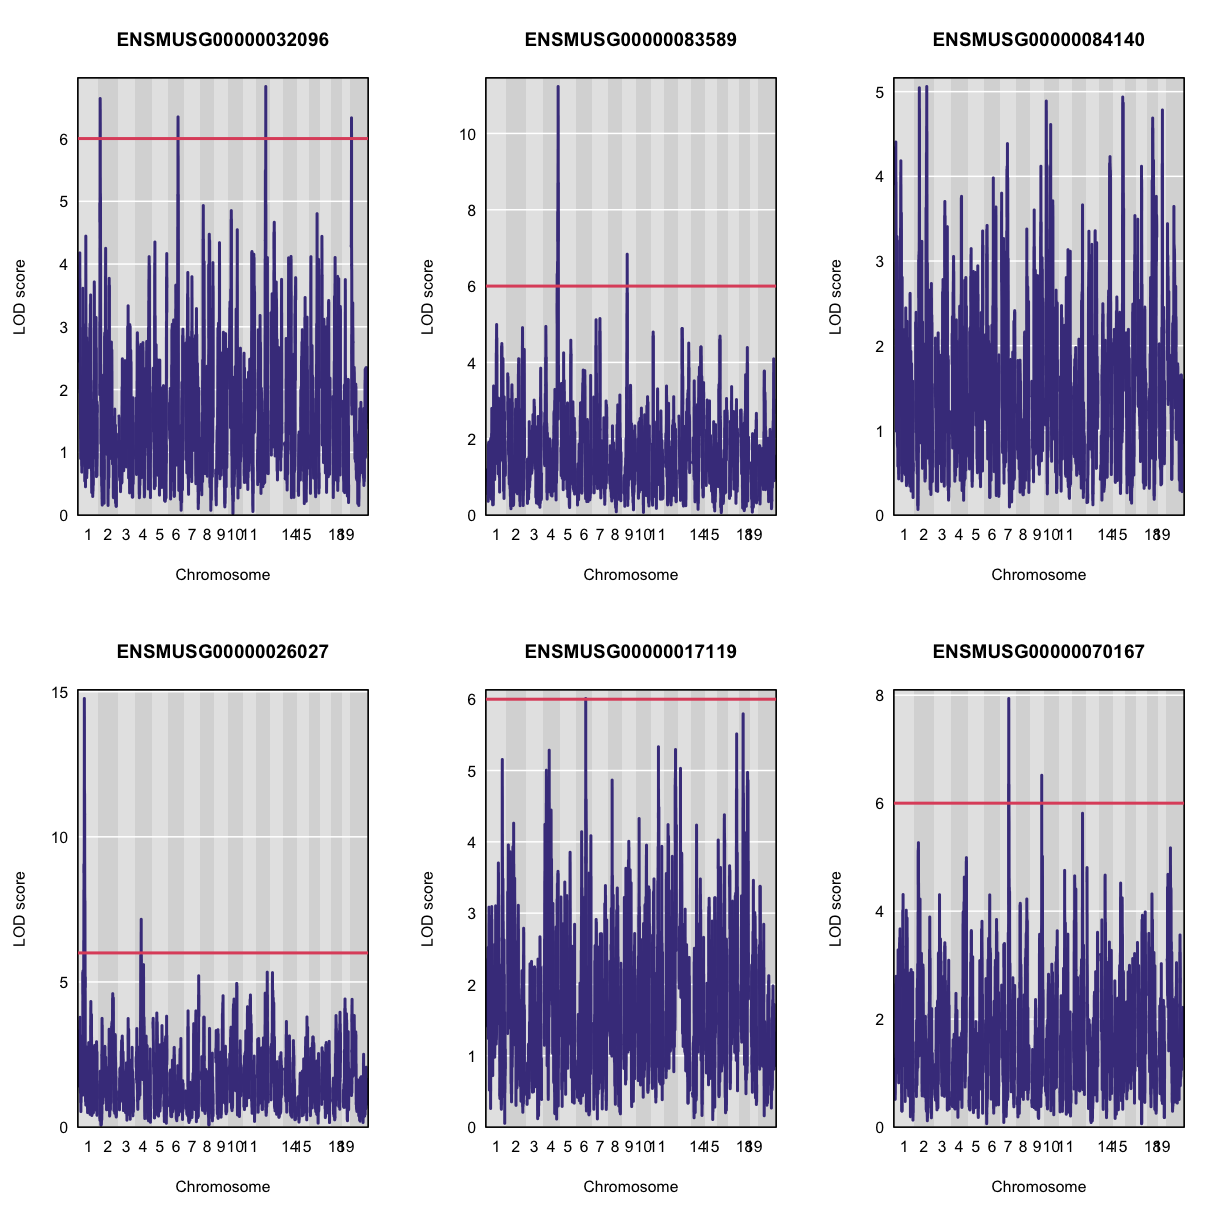 ENSMUSG00000032096
LOD score
6
5
4
3
2
1
0
1 2 3 4 5 6 7 8 9 10 11 14 15 18 19
Chromosome
ENSMUSG00000083589
LOD score
10
8
6
4
2
0
1 2 3 4 5 6 7 8 9 10 11 14 15 18 19
Chromosome
ENSMUSG00000084140
LOD score
5
4
3
2
1
0
1 2 3 4 5 6 7 8 9 10 11 14 15 18 19
Chromosome
ENSMUSG00000026027
LOD score
15
10
5
0
1 2 3 4 5 6 7 8 9 10 11 14 15 18 19
Chromosome
ENSMUSG00000017119
LOD score
6
5
4
3
2
1
0
1 2 3 4 5 6 7 8 9 10 11 14 15 18 19
Chromosome
ENSMUSG00000070167
LOD score
8
6
4
2
0
1 2 3 4 5 6 7 8 9 10 11 14 15 18 19
Chromosome